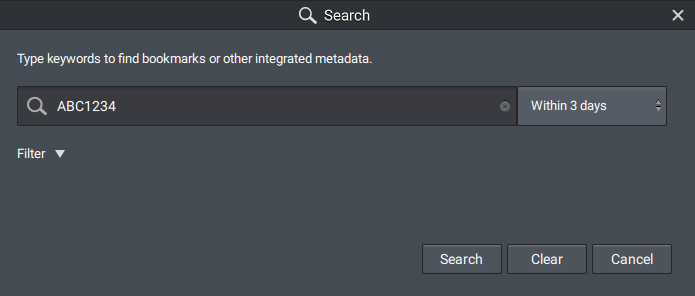 Search
Type keywords to find bookmarks or other integrated metadata.
ABC1234
Within 3 days
Filter
Search
Clear
Cancel